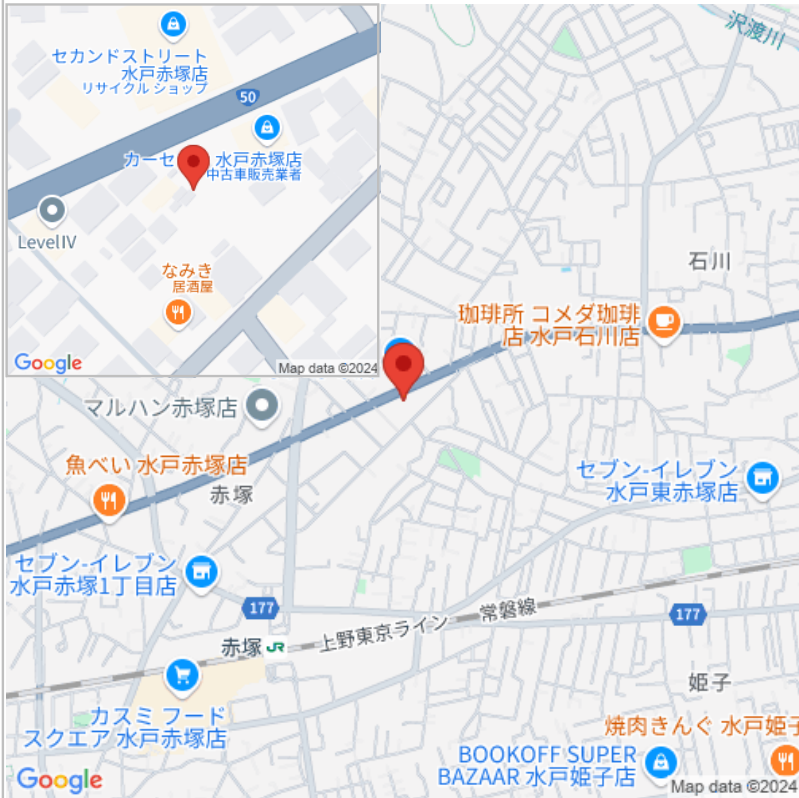 セカンドストリート
水戸赤塚店
リサイクル ショップ
50
カーセ 水戸赤塚店
中古車販売業者
LevelIV
なみき
居酒屋
Google
Map data ©2024
沢渡川
石川
珈琲所 コメダ珈琲
店 水戸石川店
マルハン赤塚店
魚べい 水戸赤塚店
赤塚
セブン-イレブン
水戸東赤塚店
セブン-イレブン
水戸赤塚1丁目店
177
赤塚 JR
上野東京ライン
常磐線
177
姫子
カスミ フード
スクエア 水戸赤塚店
焼肉きんぐ 水戸姫子
BOOKOFF SUPER
BAZAAR 水戸姫子店
Google
Map data ©2024